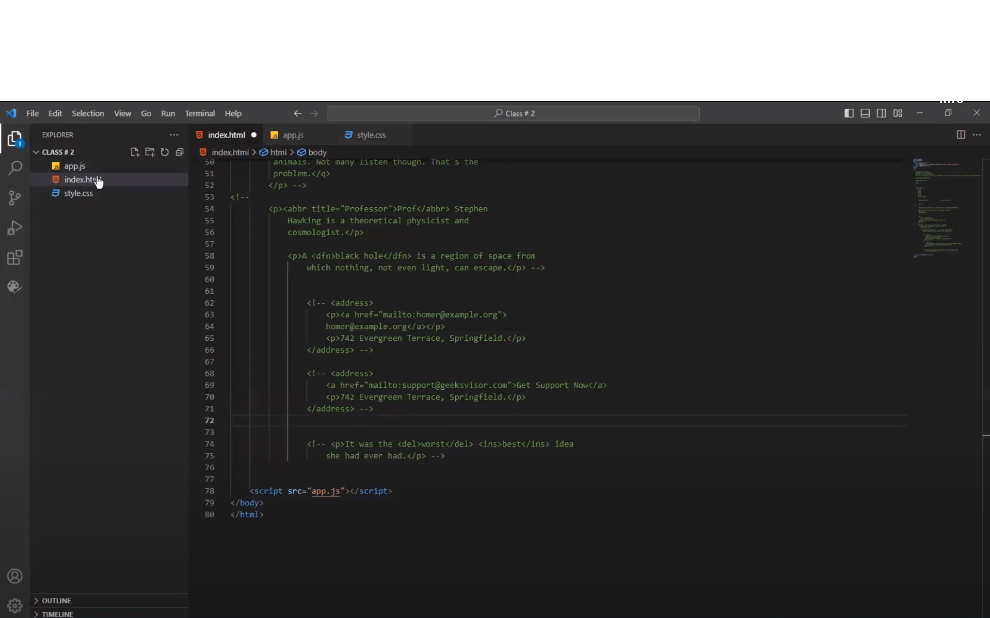 File Edit Selection View Go Run Terminal Help
Class # 2
EXPLORER
index.html
app.js
style.css
CLASS # 2
index.html > html > body
app.js
index.html
style.css
50 animals. Not many listen though. That's the
51 problem.</q>
52 </p> -->
53 <!--
54 <p><abbr title="Professor">Prof</abbr> Stephen
55 Hawking is a theoretical physicist and
56 cosmologist.</p>
57
58 <p>A <dfn>black hole</dfn> is a region of space from
59 which nothing, not even light, can escape.</p> -->
60
61
62 <!-- <address>
63 <p><a href="mailto:homer@example.org">
64 homer@example.org</a></p>
65 <p>742 Evergreen Terrace, Springfield.</p>
66 </address> -->
67
68 <!-- <address>
69 <a href="mailto:support@geeksvisor.com">Get Support Now</a>
70 <p>742 Evergreen Terrace, Springfield.</p>
71 </address> -->
72
73
74 <!-- <p>It was the <del>worst</del> <ins>best</ins> idea
75 she had ever had.</p> -->
76
77
78 <script src="app.js"></script>
79 </body>
80 </html>
1
OUTLINE
TIMELINE